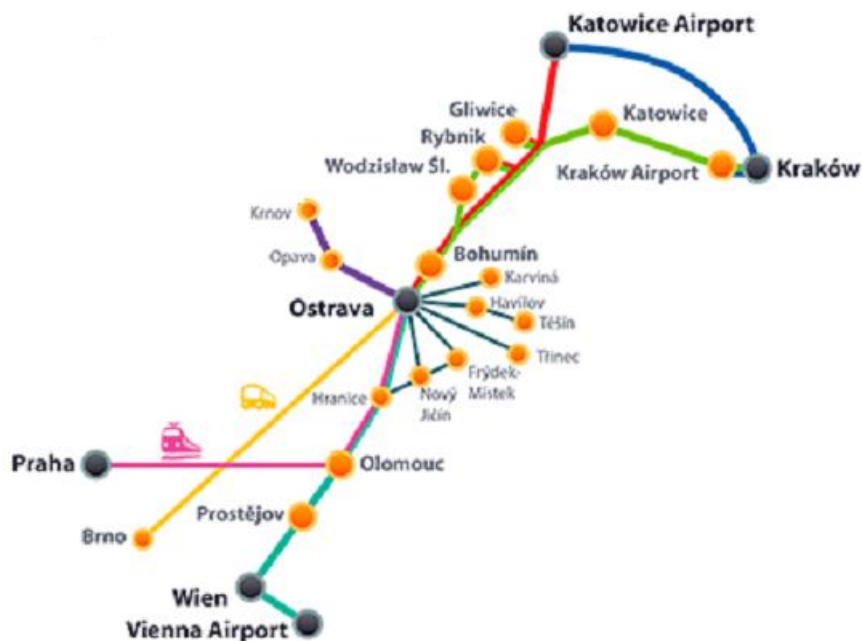 Katowice Airport
Gliwice
Katowice
Rybnik
Wodzisław Śl.
Kraków Airport
Kraków
Krnov
Opava
Bohumín
Karviná
Ostrava
Havílov
Těšín
Třinec
Frýdek-
Místek
Hranice
Nový
Jičín
Praha
Olomouc
Prostějov
Brno
Wien
Vienna Airport